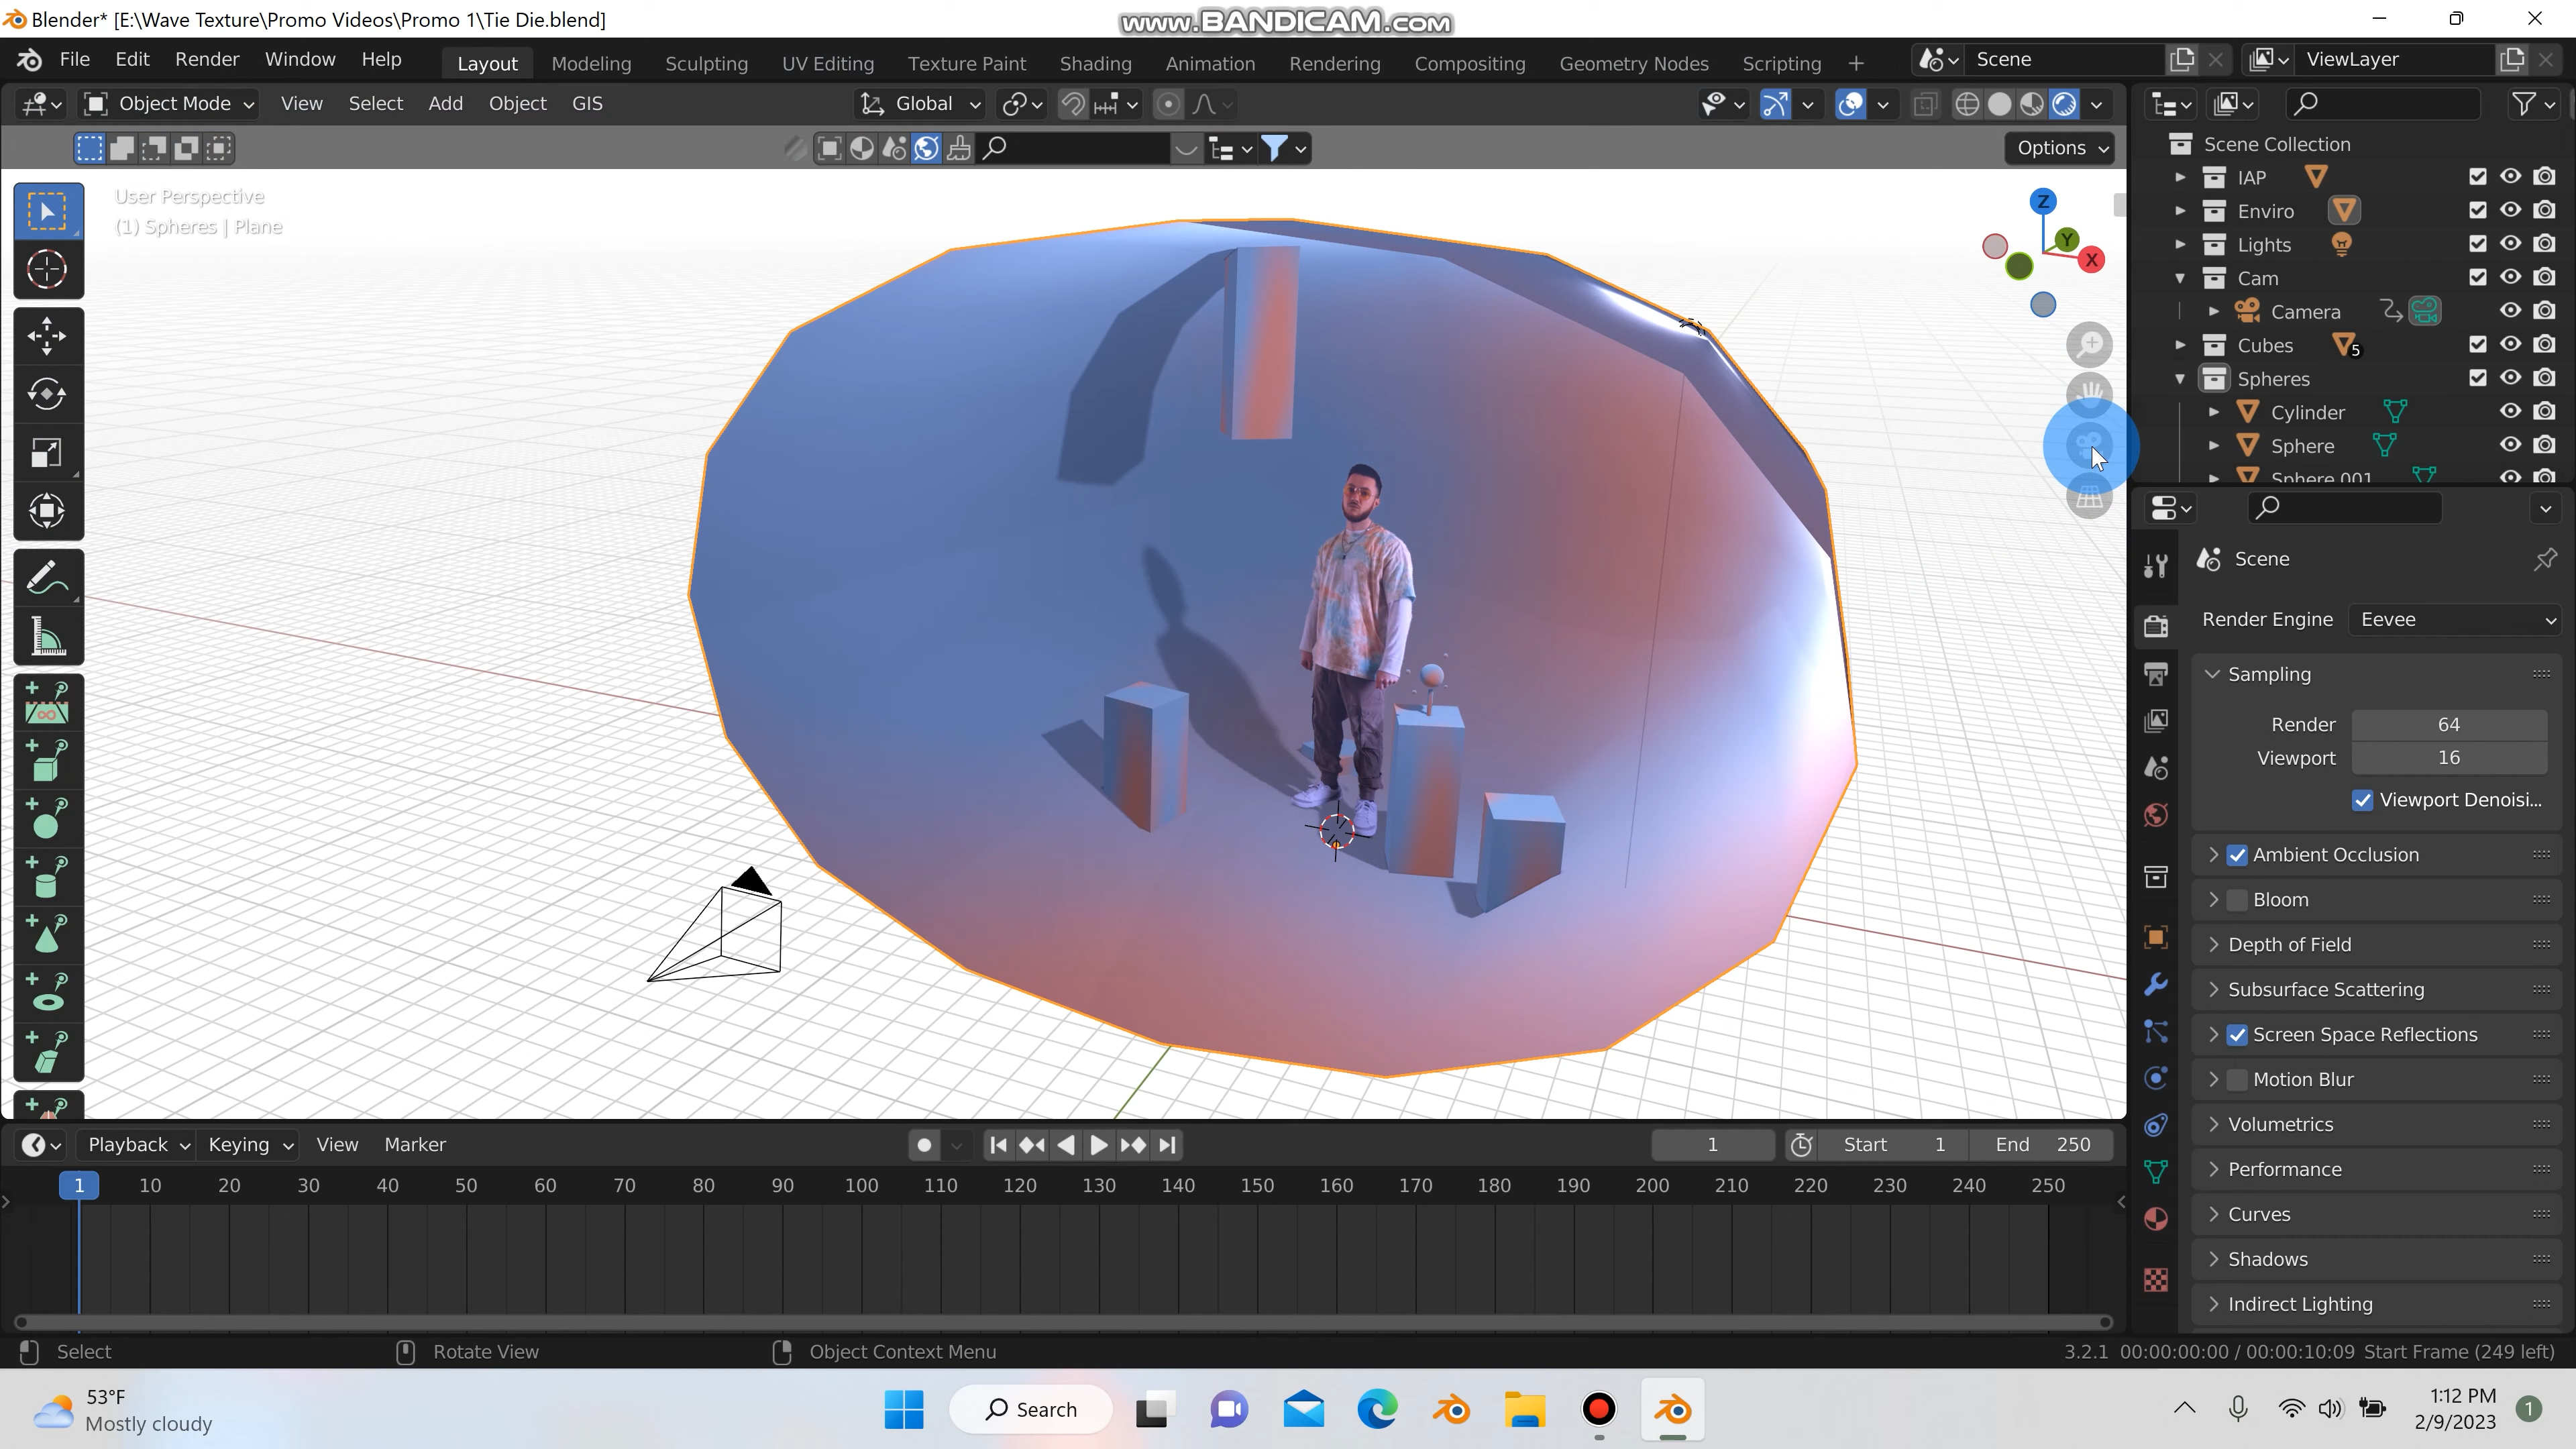 Blender* [E:\Wave Texture\Promo Videos\Promo 1\Tie Die.blend]
www.BANDICAM.com
File Edit Render Window Help
Layout Modeling Sculpting UV Editing Texture Paint Shading Animation Rendering Compositing Geometry Nodes Scripting +
Scene
ViewLayer
Object Mode View Select Add Object GIS
Global
Options
User Perspective
(1) Spheres | Plane
Z
Y
X
Scene Collection
IAP
Enviro
Lights
Cam
Camera
Cubes 5
Spheres
Cylinder
Sphere
Sphere.001
Scene
Render Engine Eevee
Sampling
Render 64
Viewport 16
Viewport Denoisi...
Ambient Occlusion
Bloom
Depth of Field
Subsurface Scattering
Screen Space Reflections
Motion Blur
Volumetrics
Performance
Curves
Shadows
Indirect Lighting
Playback Keying View Marker
1 Start 1 End 250
1 10 20 30 40 50 60 70 80 90 100 110 120 130 140 150 160 170 180 190 200 210 220 230 240 250
Select Rotate View Object Context Menu
3.2.1 00:00:00:00 / 00:00:10:09 Start Frame (249 left)
53°F
Mostly cloudy
Search
1:12 PM
2/9/2023
1